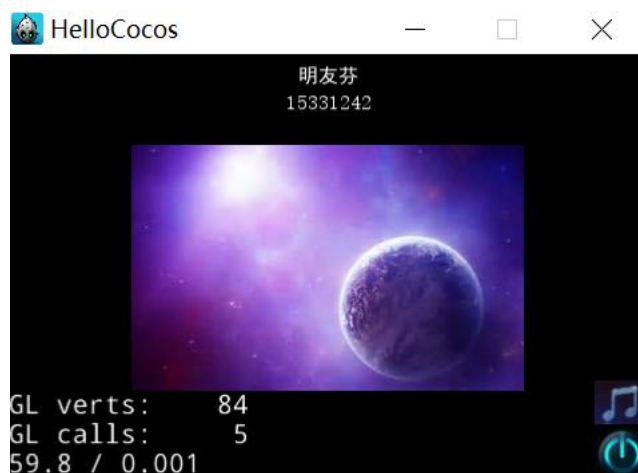 HelloCocos
明友芬
15331242
GL verts: 84
GL calls: 5
59.8 / 0.001